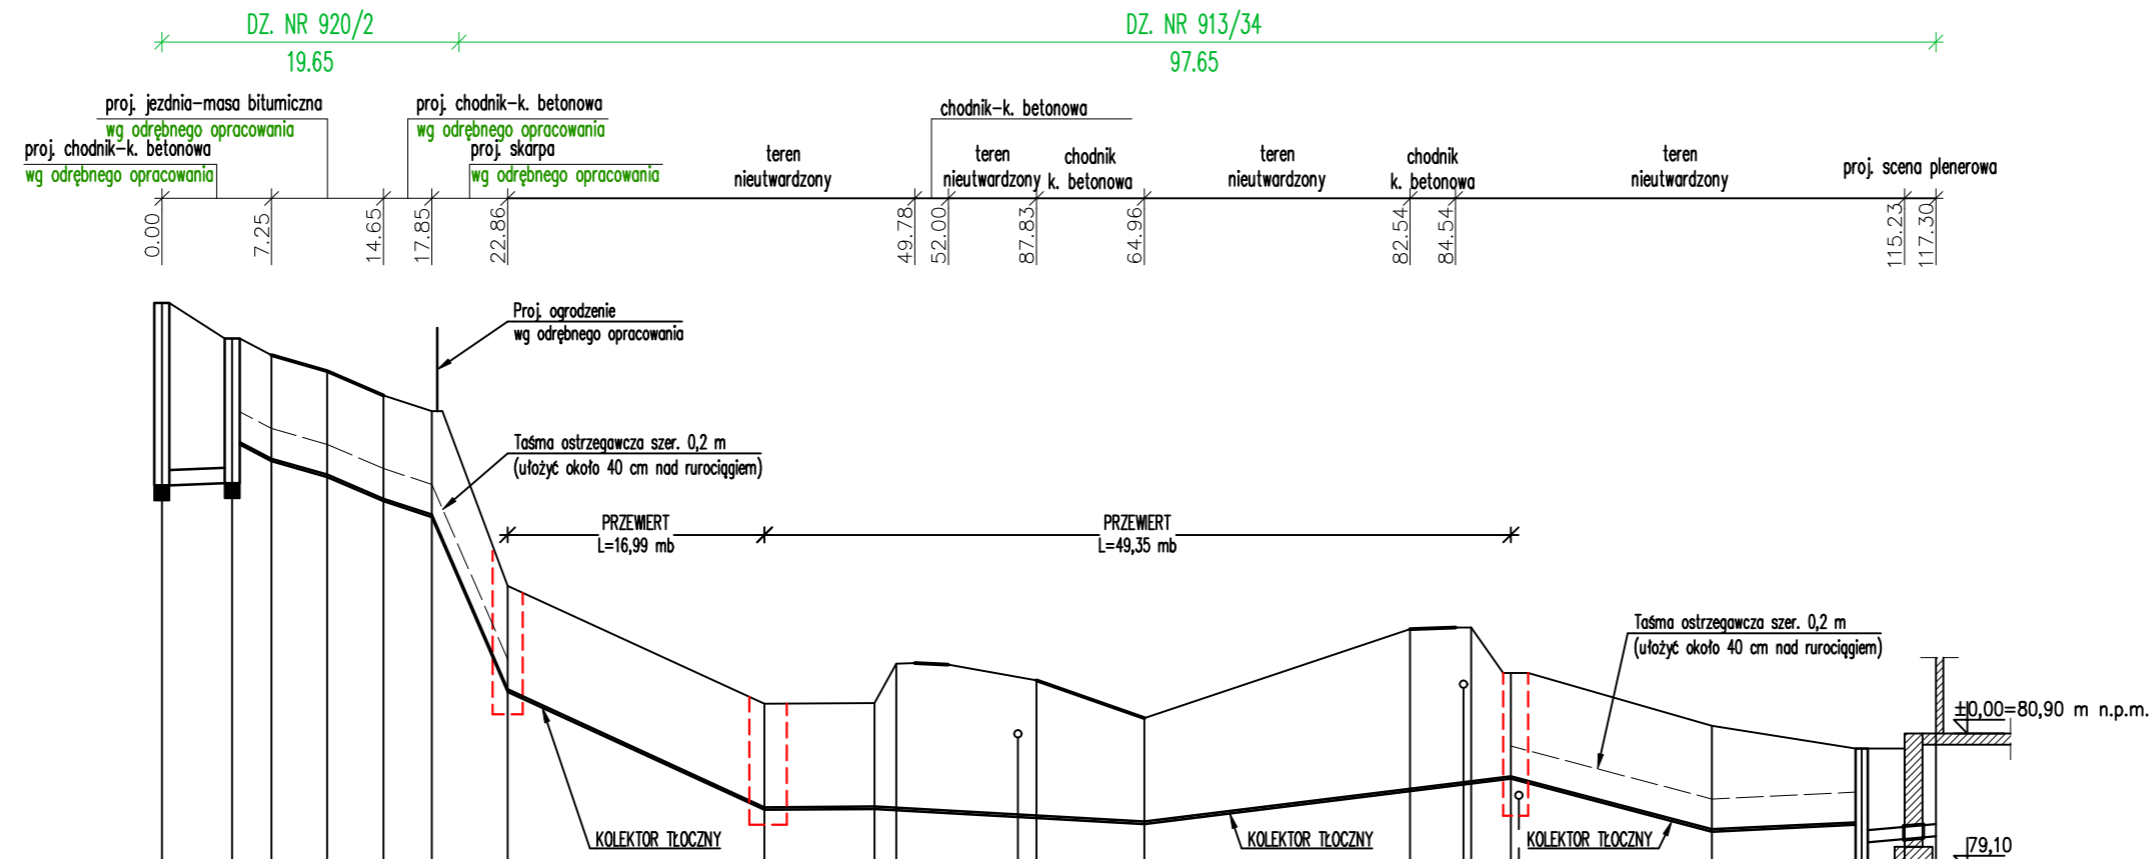 DZ. NR 920/2
DZ. NR 913/34
19.65
97.65
proj. jezdnia-masa bitumiczna
wg odrębnego opracowania
proj. chodnik-k. betonowa
wg odrębnego opracowania
proj. chodnik-k. betonowa
wg odrębnego opracowania
proj. skarpa
wg odrębnego opracowania
teren
nieutwardzony
chodnik-k. betonowa
teren
nieutwardzony
chodnik
k. betonowa
teren
nieutwardzony
chodnik
k. betonowa
teren
nieutwardzony
proj. scena plenerowa
0.00
7.25
14.65
17.85
22.86
49.78
52.00
87.83
64.96
82.54
84.54
115.23
117.30
Proj. ogrodzenie
wg odrębnego opracowania
Taśma ostrzegawcza szer. 0,2 m
(ułożyć około 40 cm nad rurociągiem)
PRZEWIERT
L=16,99 mb
PRZEWIERT
L=49,35 mb
Taśma ostrzegawcza szer. 0,2 m
(ułożyć około 40 cm nad rurociągiem)
±0,00=80,90 m n.p.m.
KOLEKTOR TŁOCZNY
KOLEKTOR TŁOCZNY
KOLEKTOR TŁOCZNY
79,10